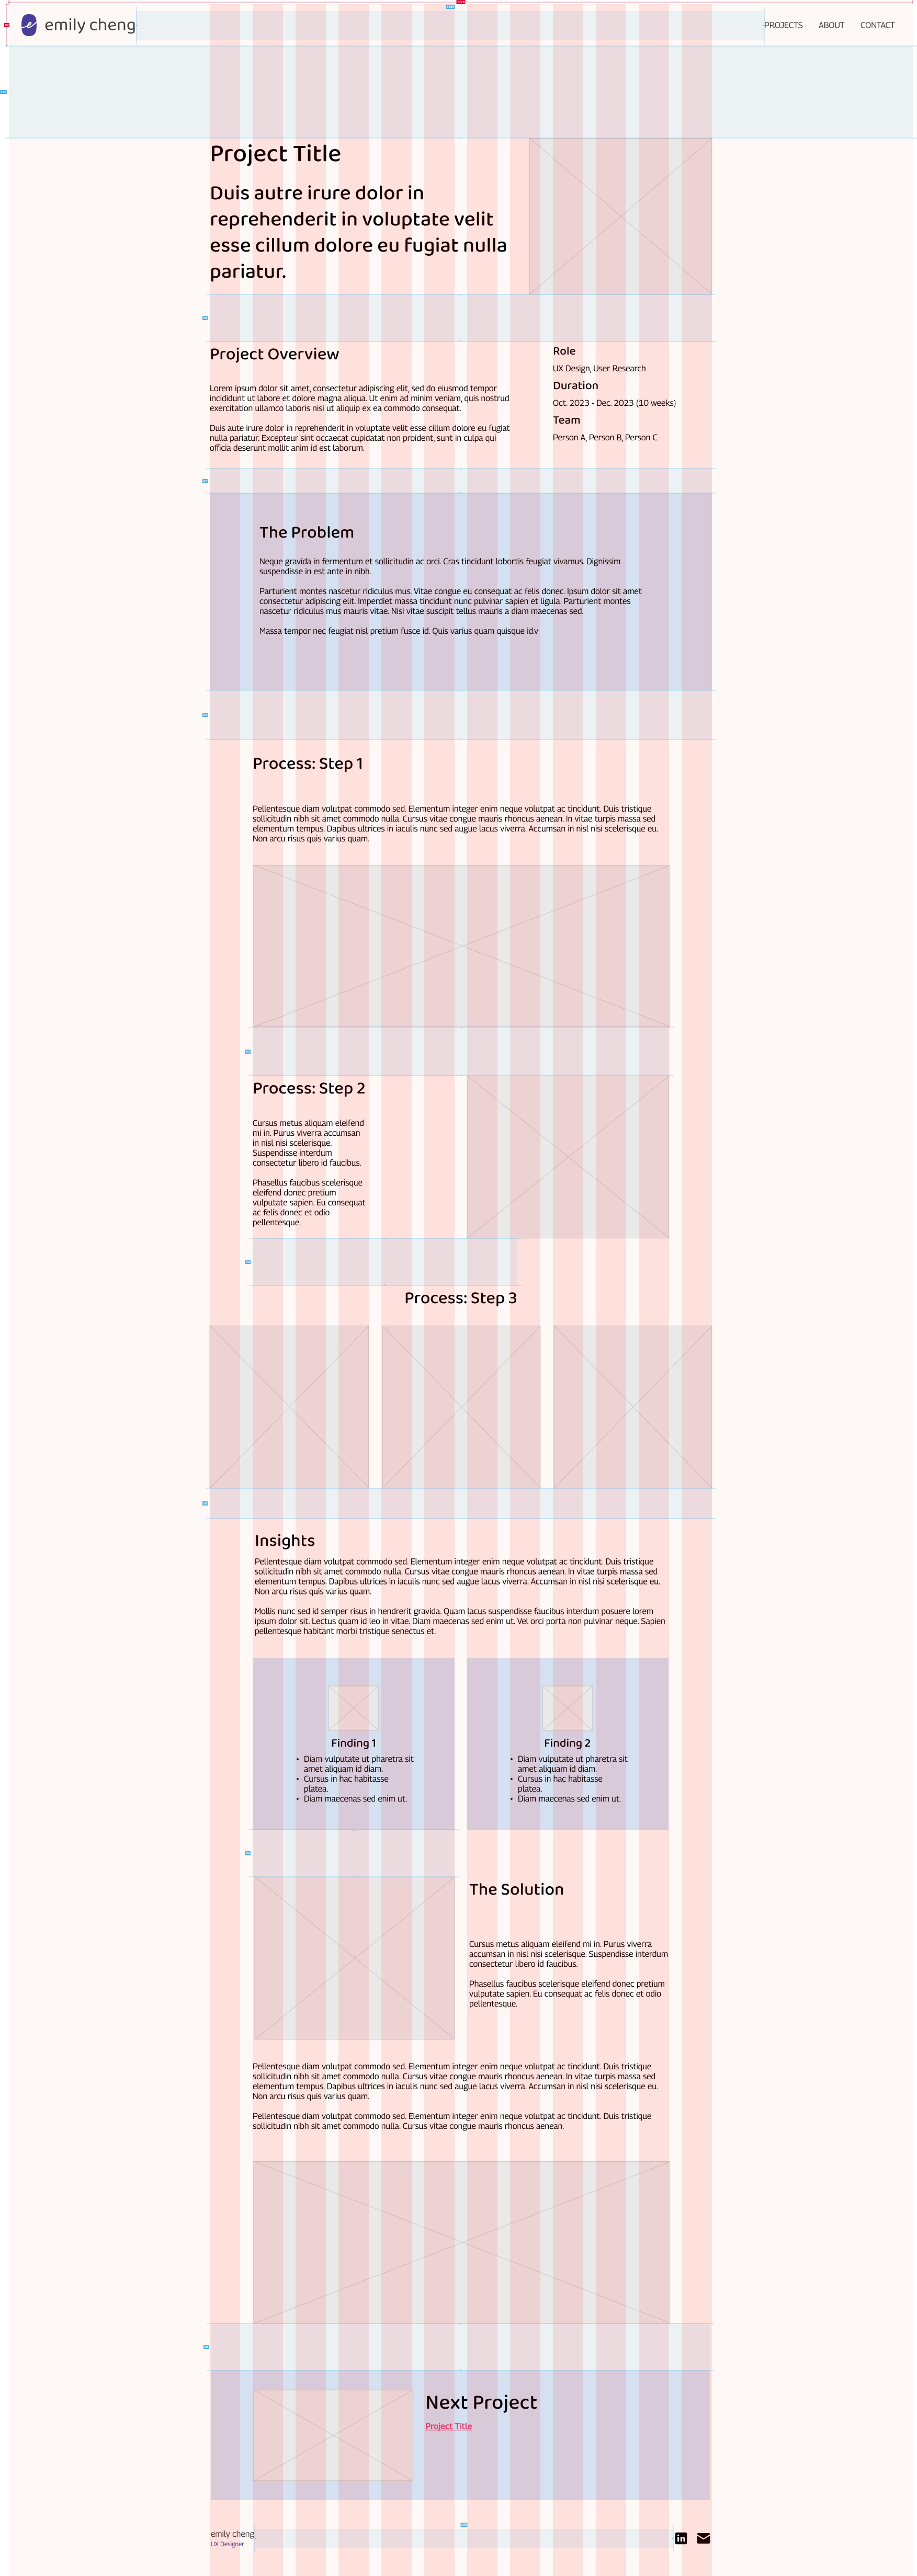 emily cheng
PROJECTS ABOUT CONTACT
Project Title
Duis autre irure dolor in
reprehenderit in voluptate velit
esse cillum dolore eu fugiat nulla
pariatur.
Project Overview
Lorem ipsum dolor sit amet, consectetur adipiscing elit, sed do eiusmod tempor
incididunt ut labore et dolore magna aliqua. Ut enim ad minim veniam, quis nostrud
exercitation ullamco laboris nisi ut aliquip ex ea commodo consequat.
Duis aute irure dolor in reprehenderit in voluptate velit esse cillum dolore eu fugiat
nulla pariatur. Excepteur sint occaecat cupidatat non proident, sunt in culpa qui
officia deserunt mollit anim id est laborum.
Role
UX Design, User Research
Duration
Oct. 2023 - Dec. 2023 (10 weeks)
Team
Person A, Person B, Person C
The Problem
Neque gravida in fermentum et sollicitudin ac orci. Cras tincidunt lobortis feugiat vivamus. Dignissim
suspendisse in est ante in nibh.
Parturient montes nascetur ridiculus mus. Vitae congue eu consequat ac felis donec. Ipsum dolor sit amet
consectetur adipiscing elit. Imperdiet massa tincidunt nunc pulvinar sapien et ligula. Parturient montes
nascetur ridiculus mus mauris vitae. Nisi vitae suscipit tellus mauris a diam maecenas sed.
Massa tempor nec feugiat nisl pretium fusce id. Quis varius quam quisque id.v
Process: Step 1
Pellentesque diam volutpat commodo sed. Elementum integer enim neque volutpat ac tincidunt. Duis tristique
sollicitudin nibh sit amet commodo nulla. Cursus vitae congue mauris rhoncus aenean. In vitae turpis massa sed
elementum tempus. Dapibus ultrices in iaculis nunc sed augue lacus viverra. Accumsan in nisl nisi scelerisque eu.
Non arcu risus quis varius quam.
Process: Step 2
Cursus metus aliquam eleifend
mi in. Purus viverra accumsan
in nisl nisi scelerisque.
Suspendisse interdum
consectetur libero id faucibus.
Phasellus faucibus scelerisque
eleifend donec pretium
vulputate sapien. Eu consequat
ac felis donec et odio
pellentesque.
Process: Step 3
Insights
Pellentesque diam volutpat commodo sed. Elementum integer enim neque volutpat ac tincidunt. Duis tristique
sollicitudin nibh sit amet commodo nulla. Cursus vitae congue mauris rhoncus aenean. In vitae turpis massa sed
elementum tempus. Dapibus ultrices in iaculis nunc sed augue lacus viverra. Accumsan in nisl nisi scelerisque eu.
Non arcu risus quis varius quam.
Mollis nunc sed id semper risus in hendrerit gravida. Quam lacus suspendisse faucibus interdum posuere lorem
ipsum dolor sit. Lectus quam id leo in vitae. Diam maecenas sed enim ut. Vel orci porta non pulvinar neque. Sapien
pellentesque habitant morbi tristique senectus et.
Finding 1
• Diam vulputate ut pharetra sit
amet aliquam id diam.
• Cursus in hac habitasse
platea.
• Diam maecenas sed enim ut.
Finding 2
• Diam vulputate ut pharetra sit
amet aliquam id diam.
• Cursus in hac habitasse
platea.
• Diam maecenas sed enim ut.
The Solution
Cursus metus aliquam eleifend mi in. Purus viverra
accumsan in nisl nisi scelerisque. Suspendisse interdum
consectetur libero id faucibus.
Phasellus faucibus scelerisque eleifend donec pretium
vulputate sapien. Eu consequat ac felis donec et odio
pellentesque.
Pellentesque diam volutpat commodo sed. Elementum integer enim neque volutpat ac tincidunt. Duis tristique
sollicitudin nibh sit amet commodo nulla. Cursus vitae congue mauris rhoncus aenean. In vitae turpis massa sed
elementum tempus. Dapibus ultrices in iaculis nunc sed augue lacus viverra. Accumsan in nisl nisi scelerisque eu.
Non arcu risus quis varius quam.
Pellentesque diam volutpat commodo sed. Elementum integer enim neque volutpat ac tincidunt. Duis tristique
sollicitudin nibh sit amet commodo nulla. Cursus vitae congue mauris rhoncus aenean.
Next Project
Project Title
emily cheng
UX Designer
in